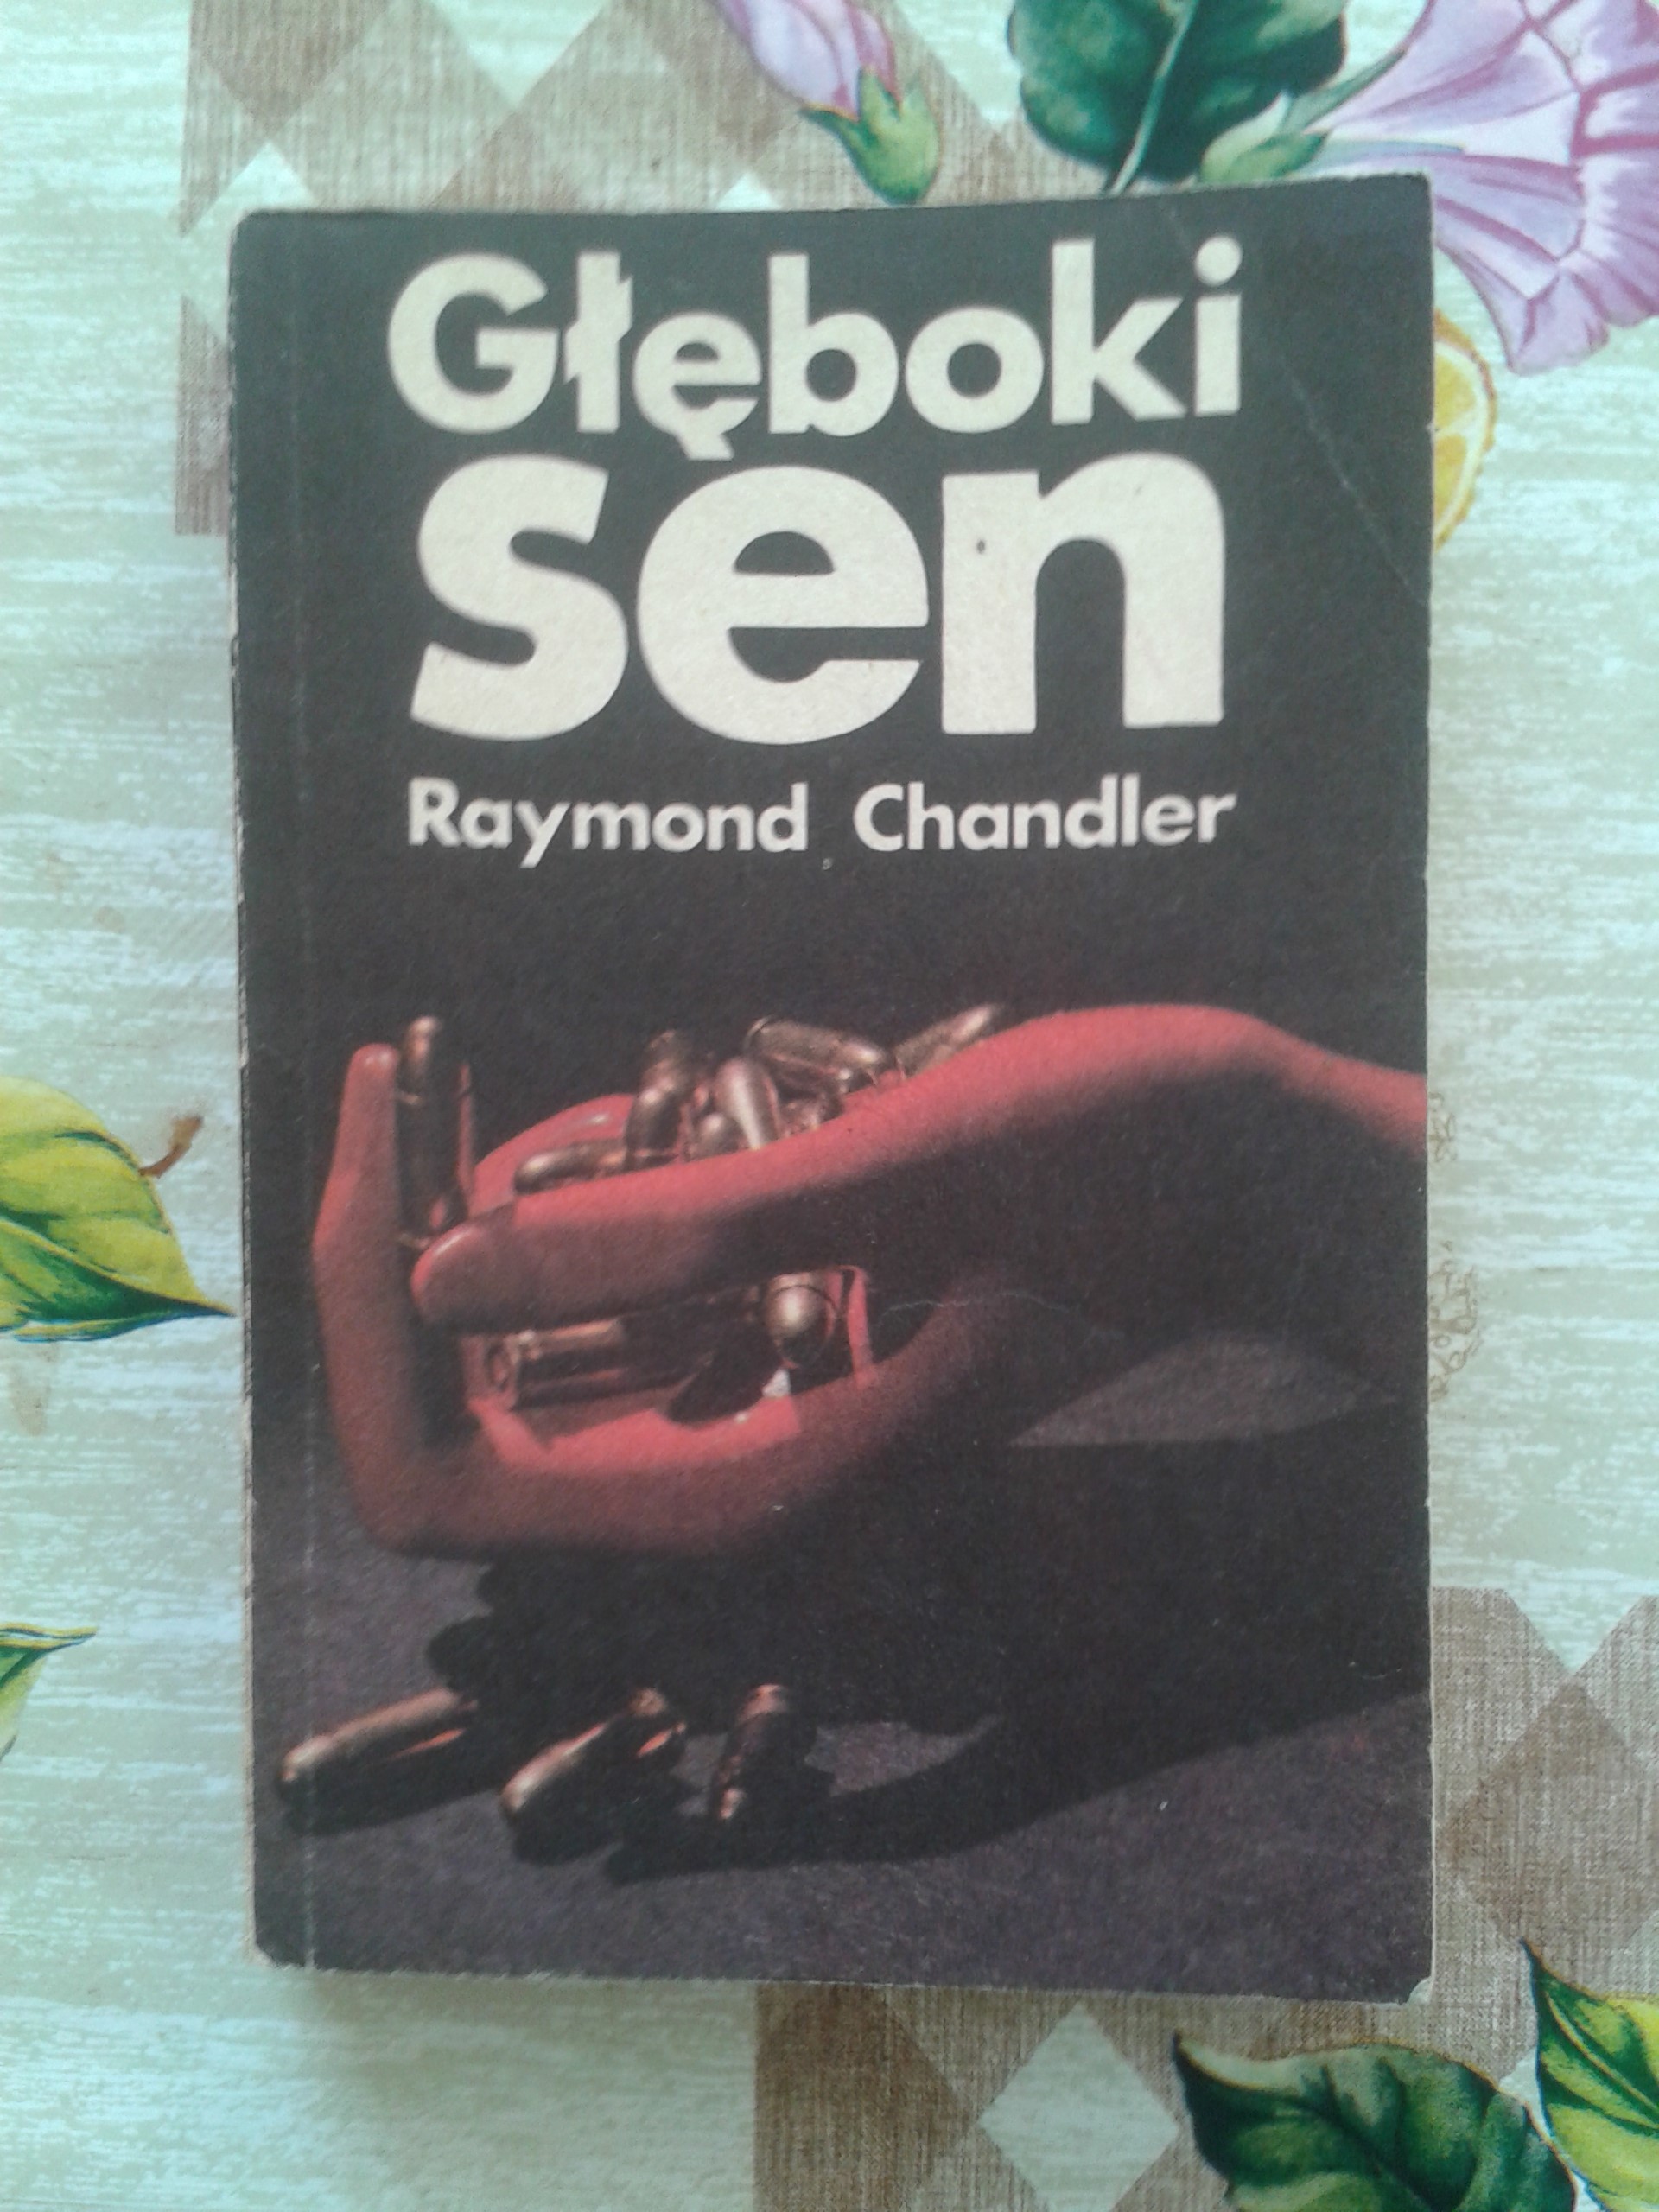 Głęboki
sen
Raymond Chandler